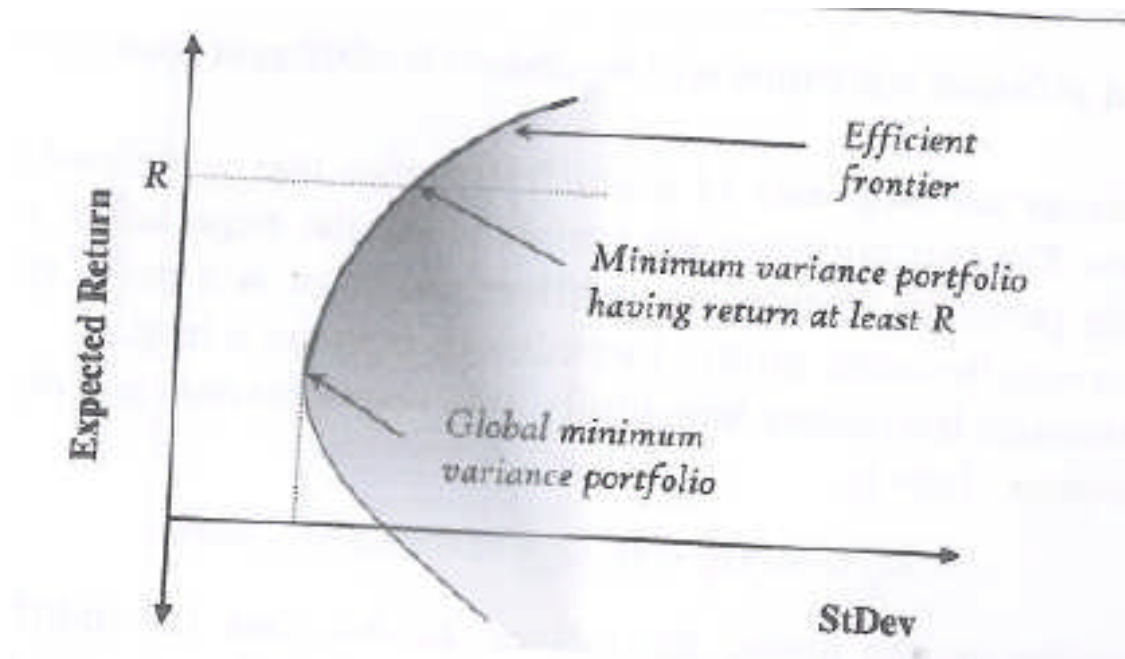 Efficient
frontier
R
Expected Return
Minimum variance portfolio
having return at least R
Global minimum
variance portfolio
StDev